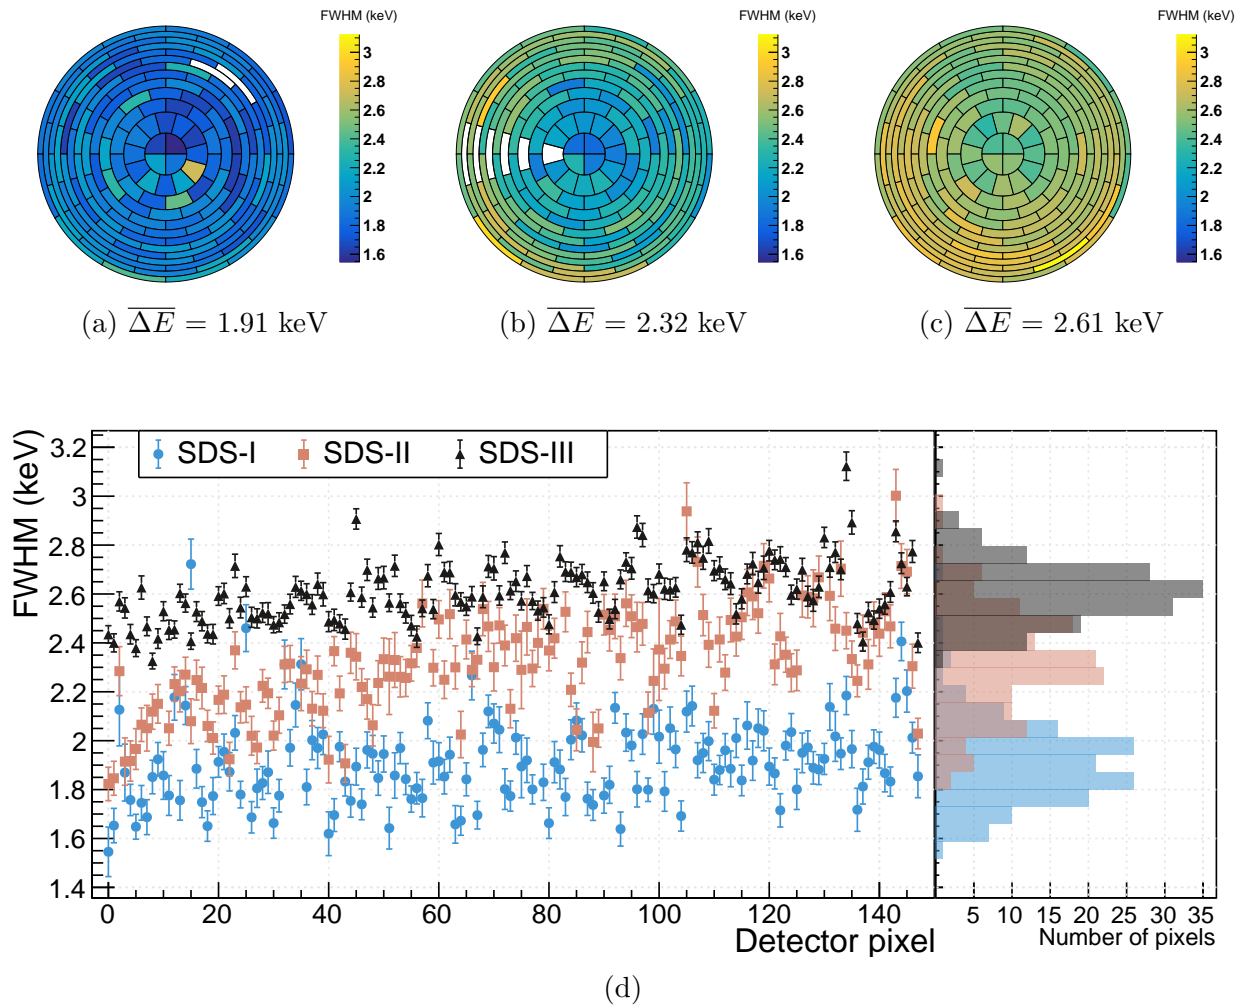 FWHM (keV)
FWHM (keV)
FWHM (keV)
3
2.8
2.6
2.4
2.2
2
1.8
1.6
3
2.8
2.6
2.4
2.2
2
1.8
1.6
3
2.8
2.6
2.4
2.2
2
1.8
1.6
(a) \overline{ΔE} = 1.91 keV
(b) \overline{ΔE} = 2.32 keV
(c) \overline{ΔE} = 2.61 keV
FWHM (keV)
3.2
3
2.8
2.6
2.4
2.2
2
1.8
1.6
1.4
SDS-I SDS-II SDS-III
0 20 40 60 80 100 120 140
Detector pixel
5 10 15 20 25 30 35
Number of pixels
(d)